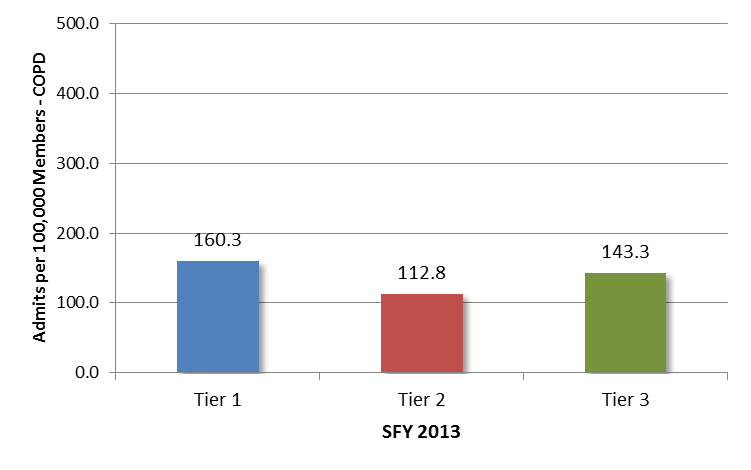 Admits per 100,000 Members - COPD
500.0
400.0
300.0
200.0
100.0
0.0
160.3
112.8
143.3
Tier 1
Tier 2
Tier 3
SFY 2013